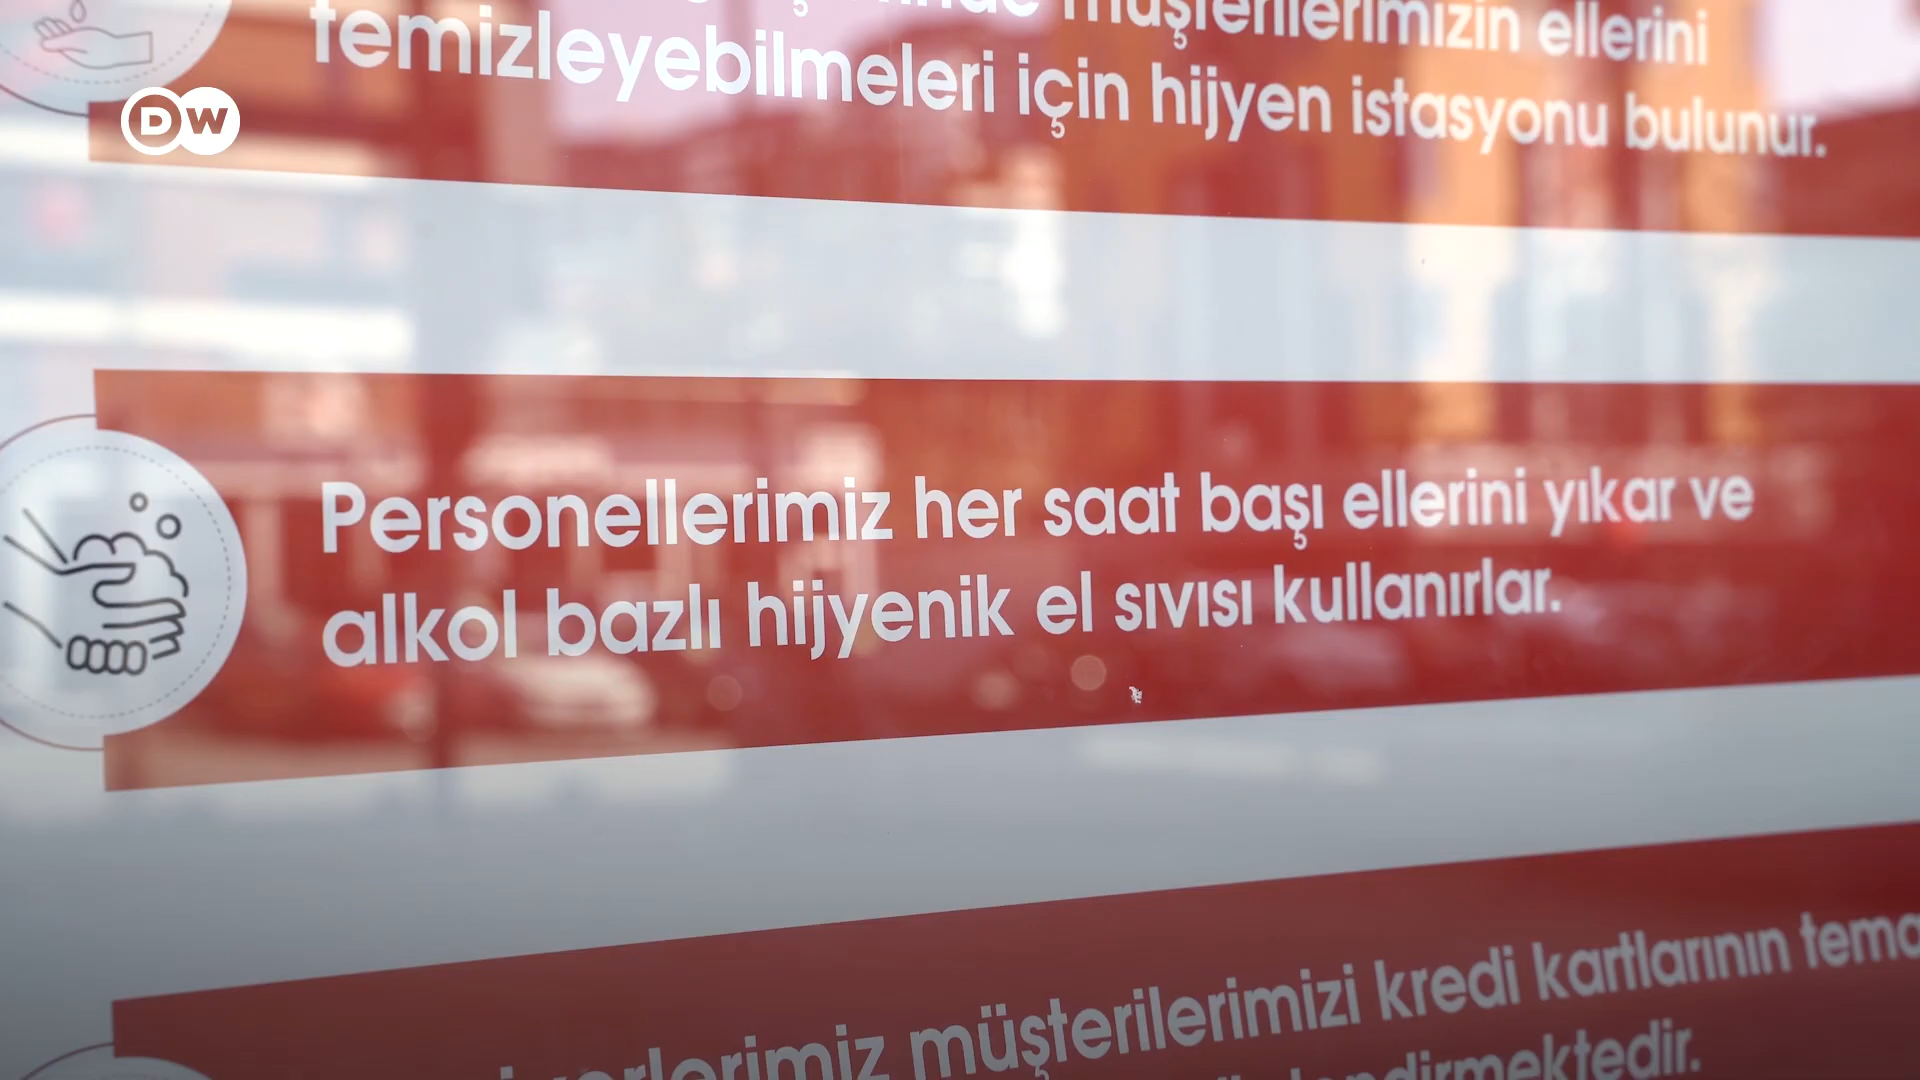 müşterilerimizin ellerini
temizleyebilmeleri için hijyen istasyonu bulunur.
DW
Personellerimiz her saat başı ellerini yıkar ve
alkol bazlı hijyenik el sıvısı kullanırlar.
müşterilerimizi kredi kartlarının